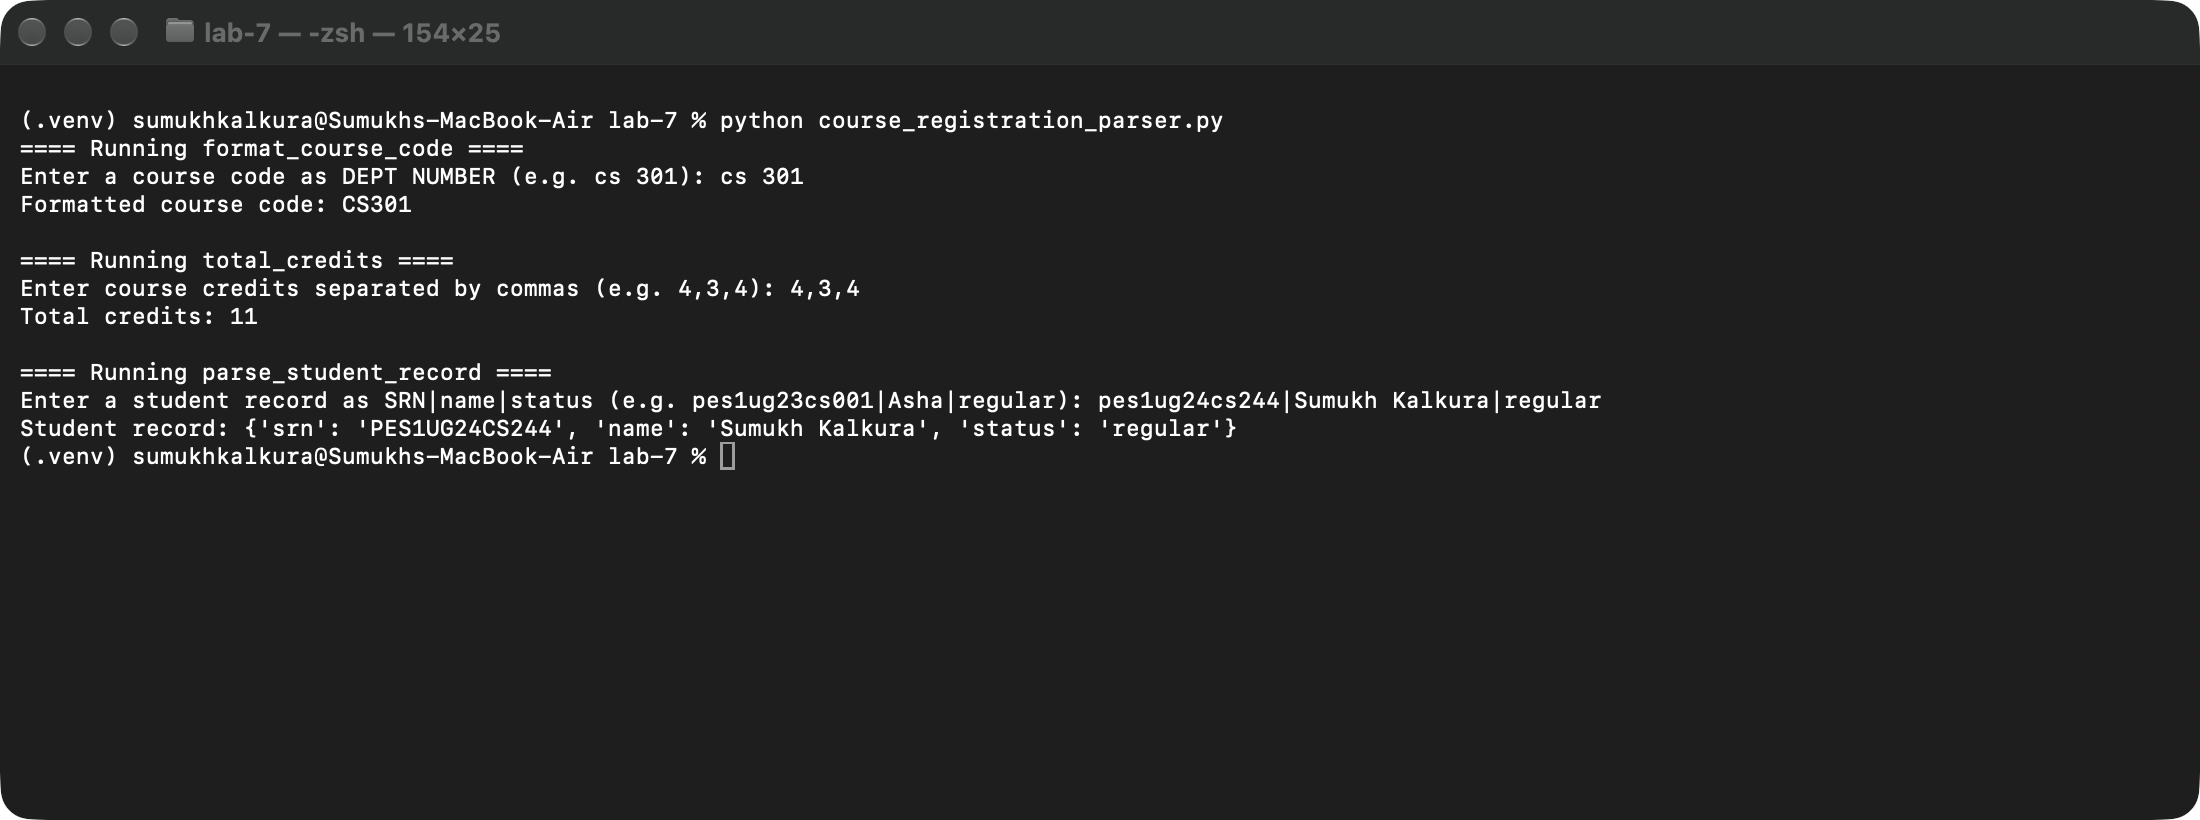 lab-7 — -zsh — 154×25
(.venv) sumukhkalkura@Sumukhs-MacBook-Air lab-7 % python course_registration_parser.py
==== Running format_course_code ====
Enter a course code as DEPT NUMBER (e.g. cs 301): cs 301
Formatted course code: CS301
==== Running total_credits ====
Enter course credits separated by commas (e.g. 4,3,4): 4,3,4
Total credits: 11
==== Running parse_student_record ====
Enter a student record as SRN|name|status (e.g. pes1ug23cs001|Asha|regular): pes1ug24cs244|Sumukh Kalkura|regular
Student record: {'srn': 'PES1UG24CS244', 'name': 'Sumukh Kalkura', 'status': 'regular'}
(.venv) sumukhkalkura@Sumukhs-MacBook-Air lab-7 %